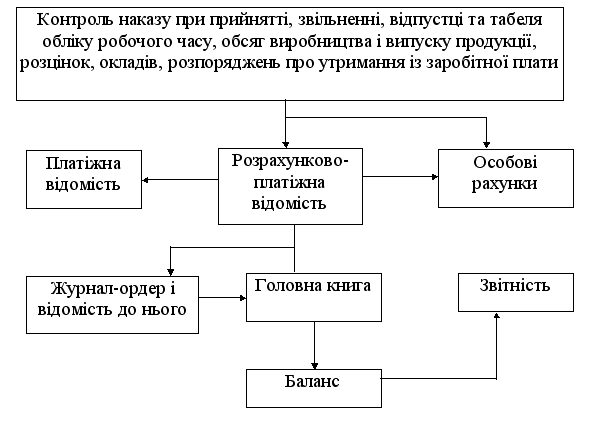 Контроль наказу при прийнятті, звільненні, відпустці та табеля
обліку робочого часу, обсяг виробництва і випуску продукції,
розцінок, окладів, розпоряджень про утримання із заробітної плати
Платіжна
відомість
Розрахунково-
платіжна
відомість
Особові
рахунки
Журнал-ордер і
відомість до нього
Головна книга
Звітність
Баланс